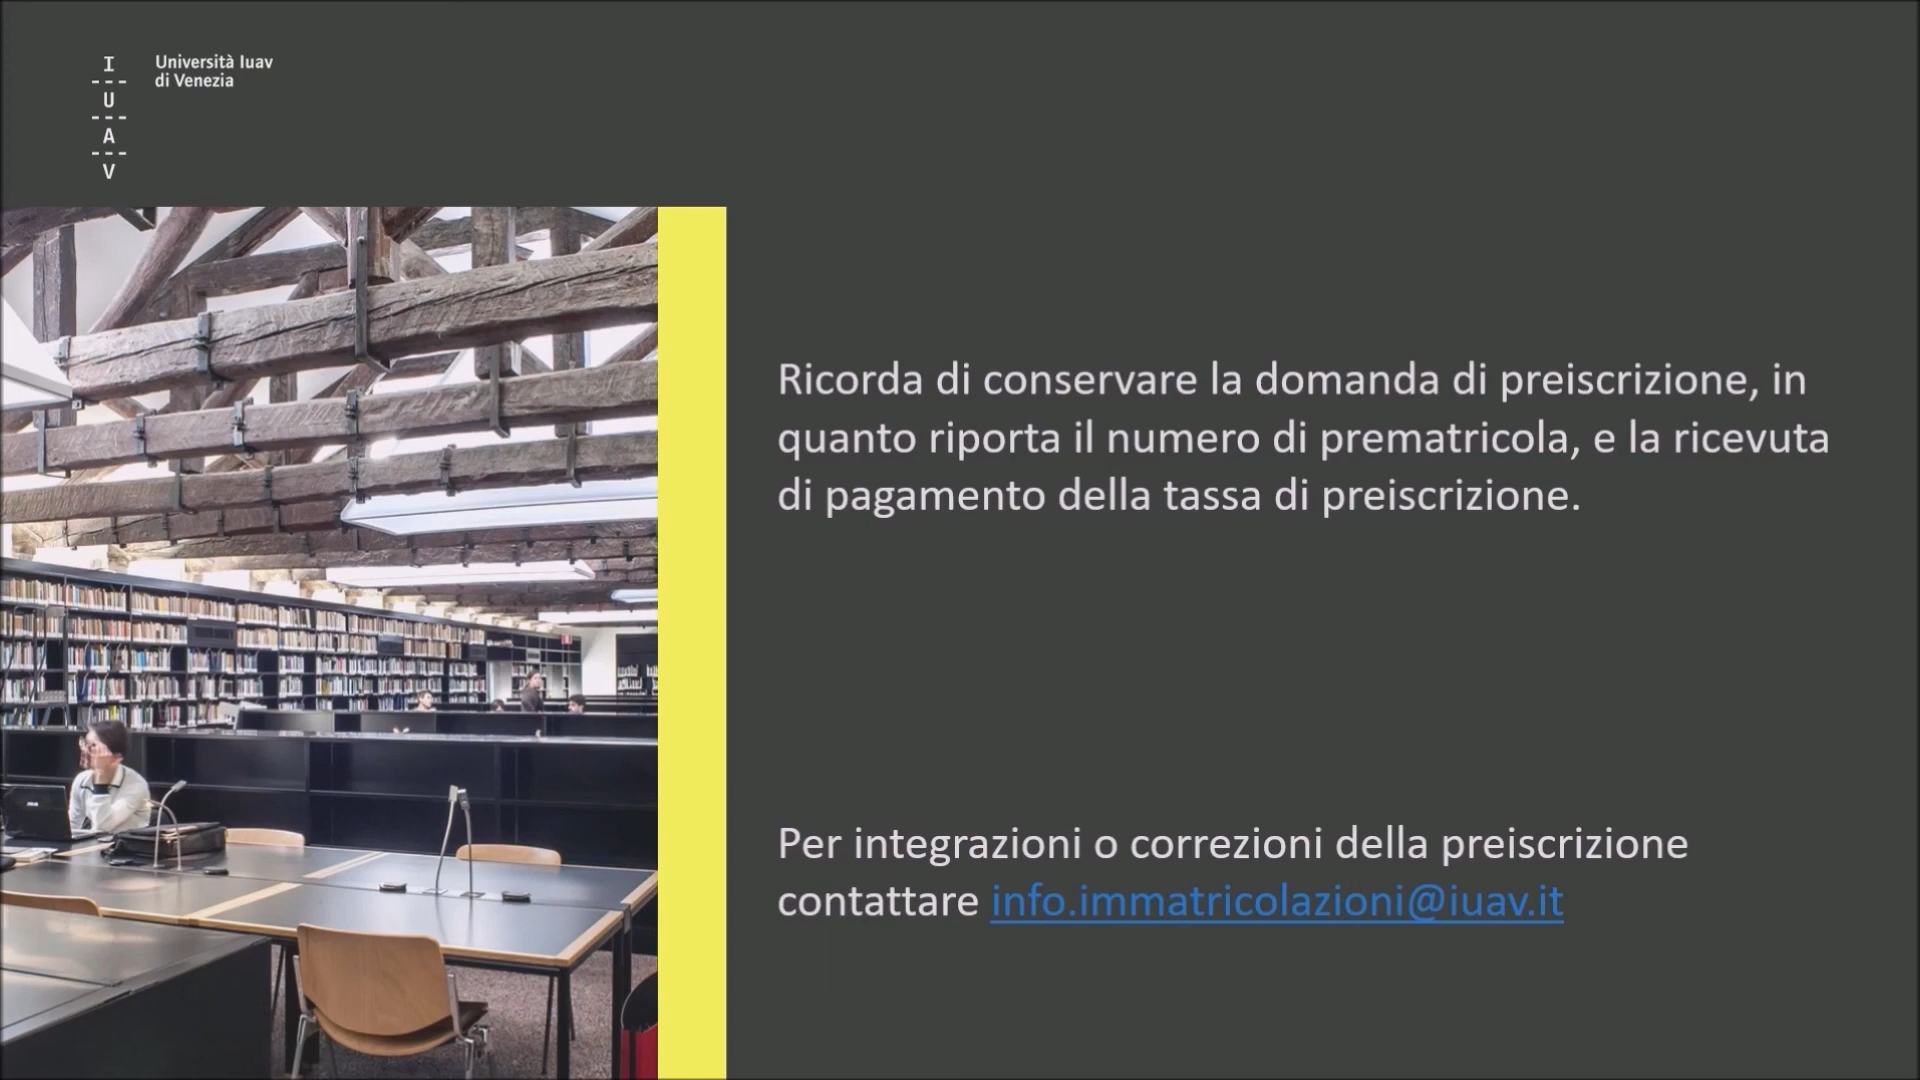 I
U
A
V
Università Iuav
di Venezia
Ricorda di conservare la domanda di preiscrizione, in
quanto riporta il numero di prematricola, e la ricevuta
di pagamento della tassa di preiscrizione.
Per integrazioni o correzioni della preiscrizione
contattare info.immatricolazioni@iuav.it